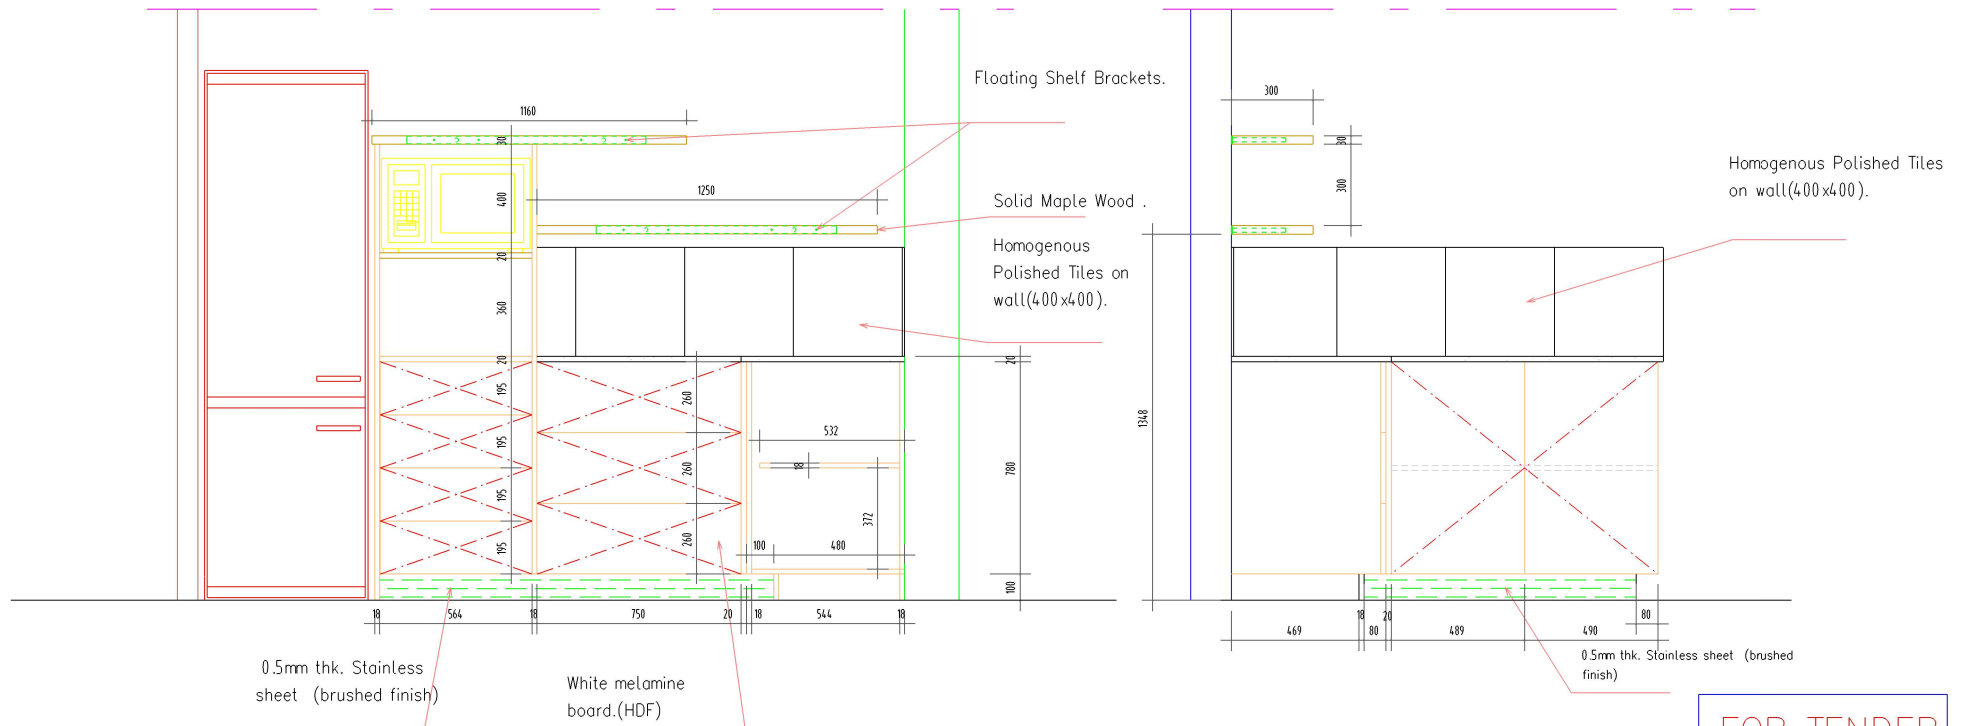 Floating Shelf Brackets.
1160
30
400
1250
Solid Maple Wood .
Homogenous
Polished Tiles on
wall(400x400).
20
360
20
195
195
195
195
260
260
260
532
18
372
100
480
20
780
100
18
564
18
750
20
18
544
18
0.5mm thk. Stainless
sheet (brushed finish)
White melamine
board.(HDF)
300
30
300
Homogenous Polished Tiles
on wall(400x400).
1348
469
18
80
20
489
490
80
0.5mm thk. Stainless sheet (brushed
finish)
FOR TENDER